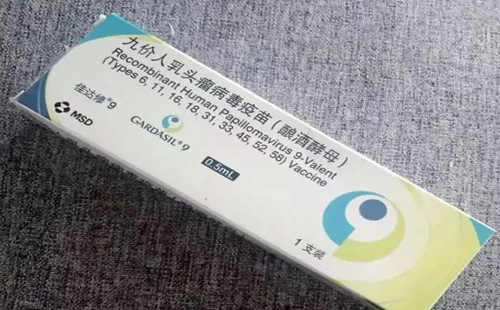 九价人乳头瘤病毒疫苗(酿酒酵母)
Recombinant Human Papillomavirus 9-Valent
(Types 6, 11, 16, 18, 31, 33, 45, 52, 58) Vaccine
佳达修®9
MSD
GARDASIL®9
0.5mL
1支装